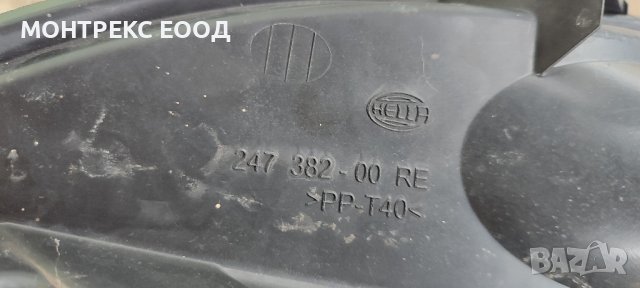 МОНТРЕКС ЕООД
HELLA
247 382-00 RE
>PP-T40<
BAZAR